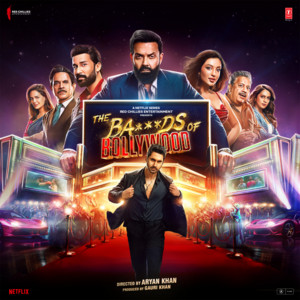 RED CHILLIES
ENTERTAINMENT
T-SERIES
A NETFLIX SERIES
RED CHILLIES ENTERTAINMENT
THE BA***DS OF
BOLLYWOOD
DIRECTED BY ARYAN KHAN
PRODUCED BY GAURI KHAN
NETFLIX